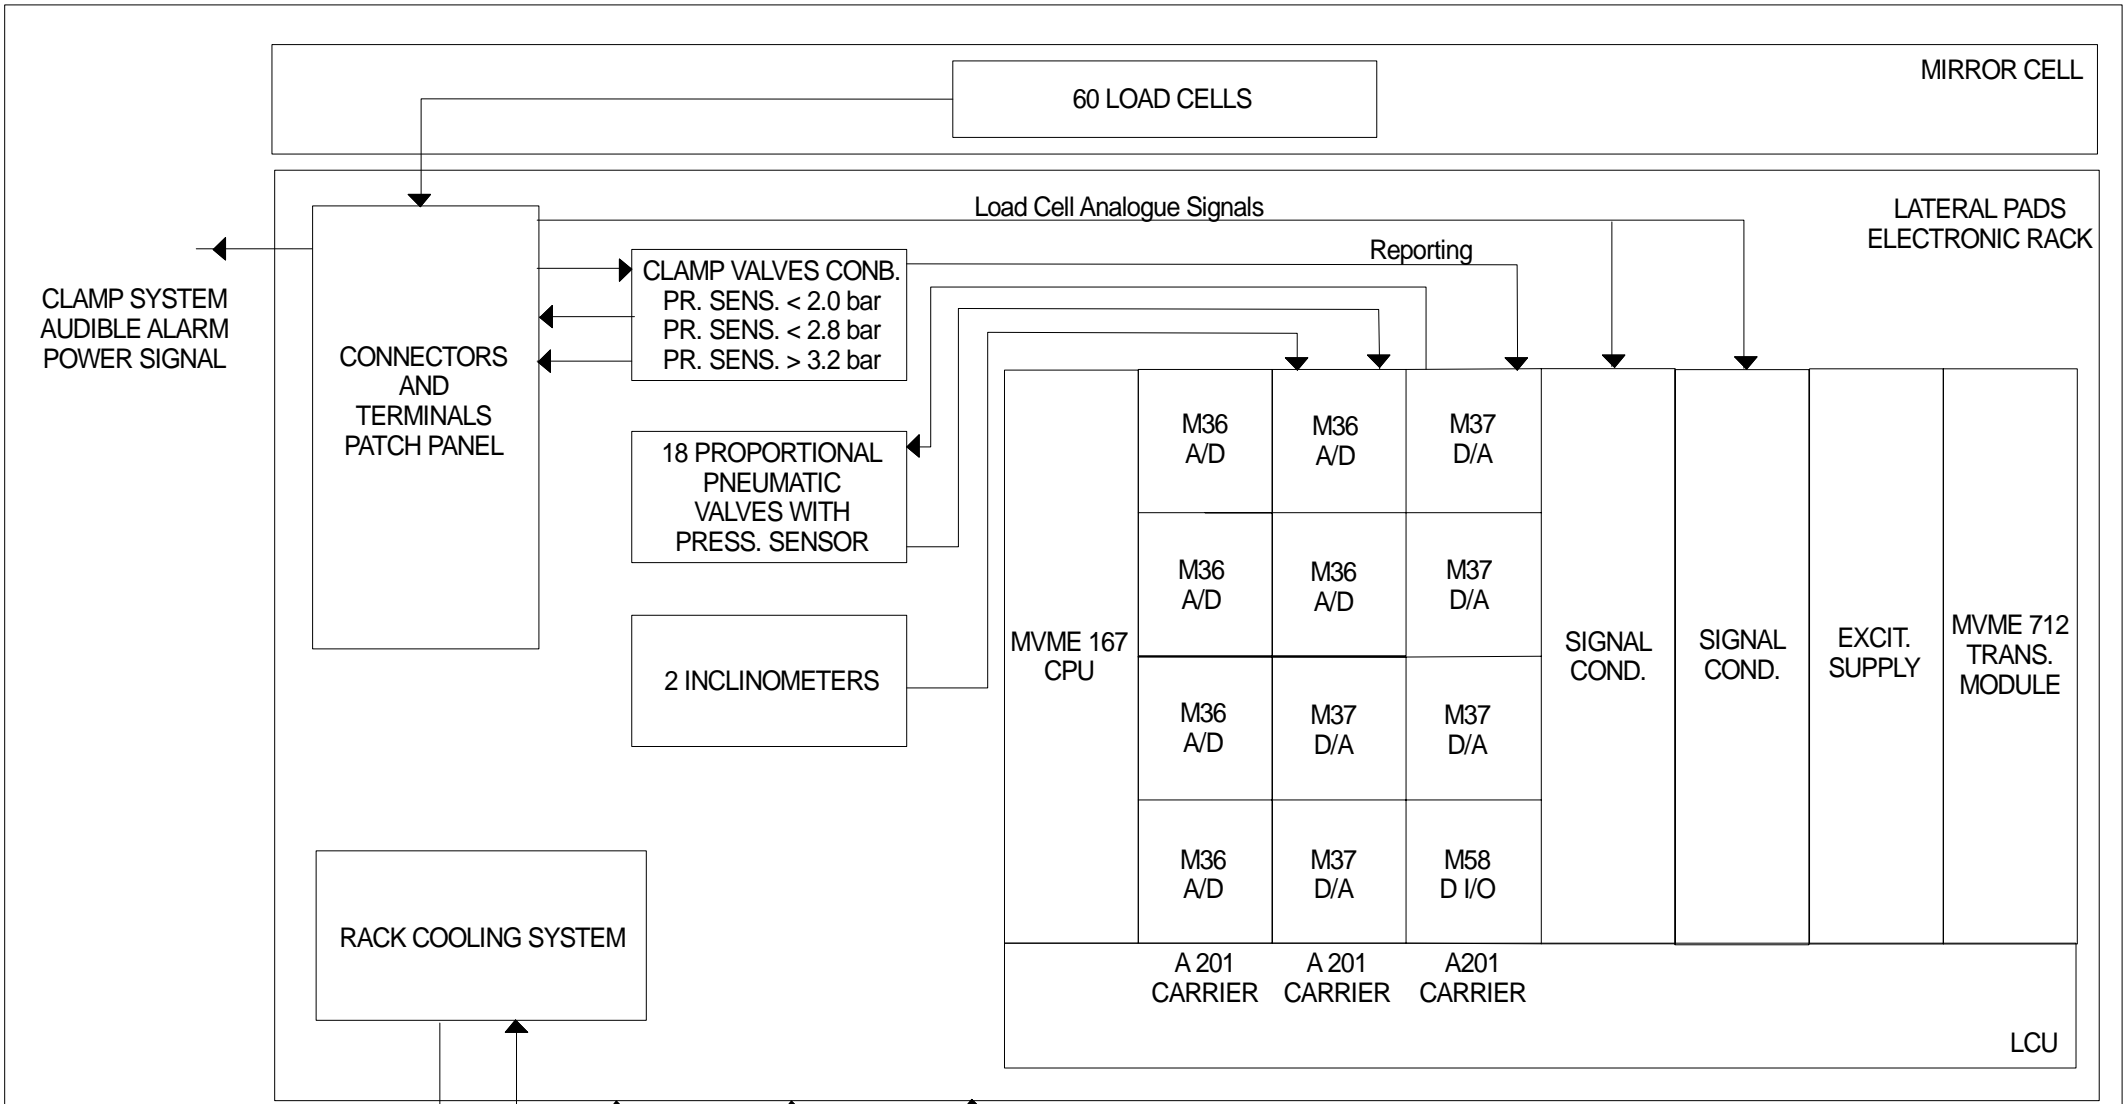 MIRROR CELL
60 LOAD CELLS
Load Cell Analogue Signals
LATERAL PADS
ELECTRONIC RACK
Reporting
CLAMP SYSTEM
AUDIBLE ALARM
POWER SIGNAL
CONNECTORS
AND
TERMINALS
PATCH PANEL
CLAMP VALVES CONB.
PR. SENS. < 2.0 bar
PR. SENS. < 2.8 bar
PR. SENS. > 3.2 bar
18 PROPORTIONAL
PNEUMATIC
VALVES WITH
PRESS. SENSOR
2 INCLINOMETERS
RACK COOLING SYSTEM
MVME 167
CPU
M36
A/D
M36
A/D
M36
A/D
M36
A/D
A 201
CARRIER
M36
A/D
M36
A/D
M37
D/A
M37
D/A
A 201
CARRIER
M37
D/A
M37
D/A
M37
D/A
M58
D I/O
A201
CARRIER
SIGNAL
COND.
SIGNAL
COND.
EXCIT.
SUPPLY
MVME 712
TRANS.
MODULE
LCU